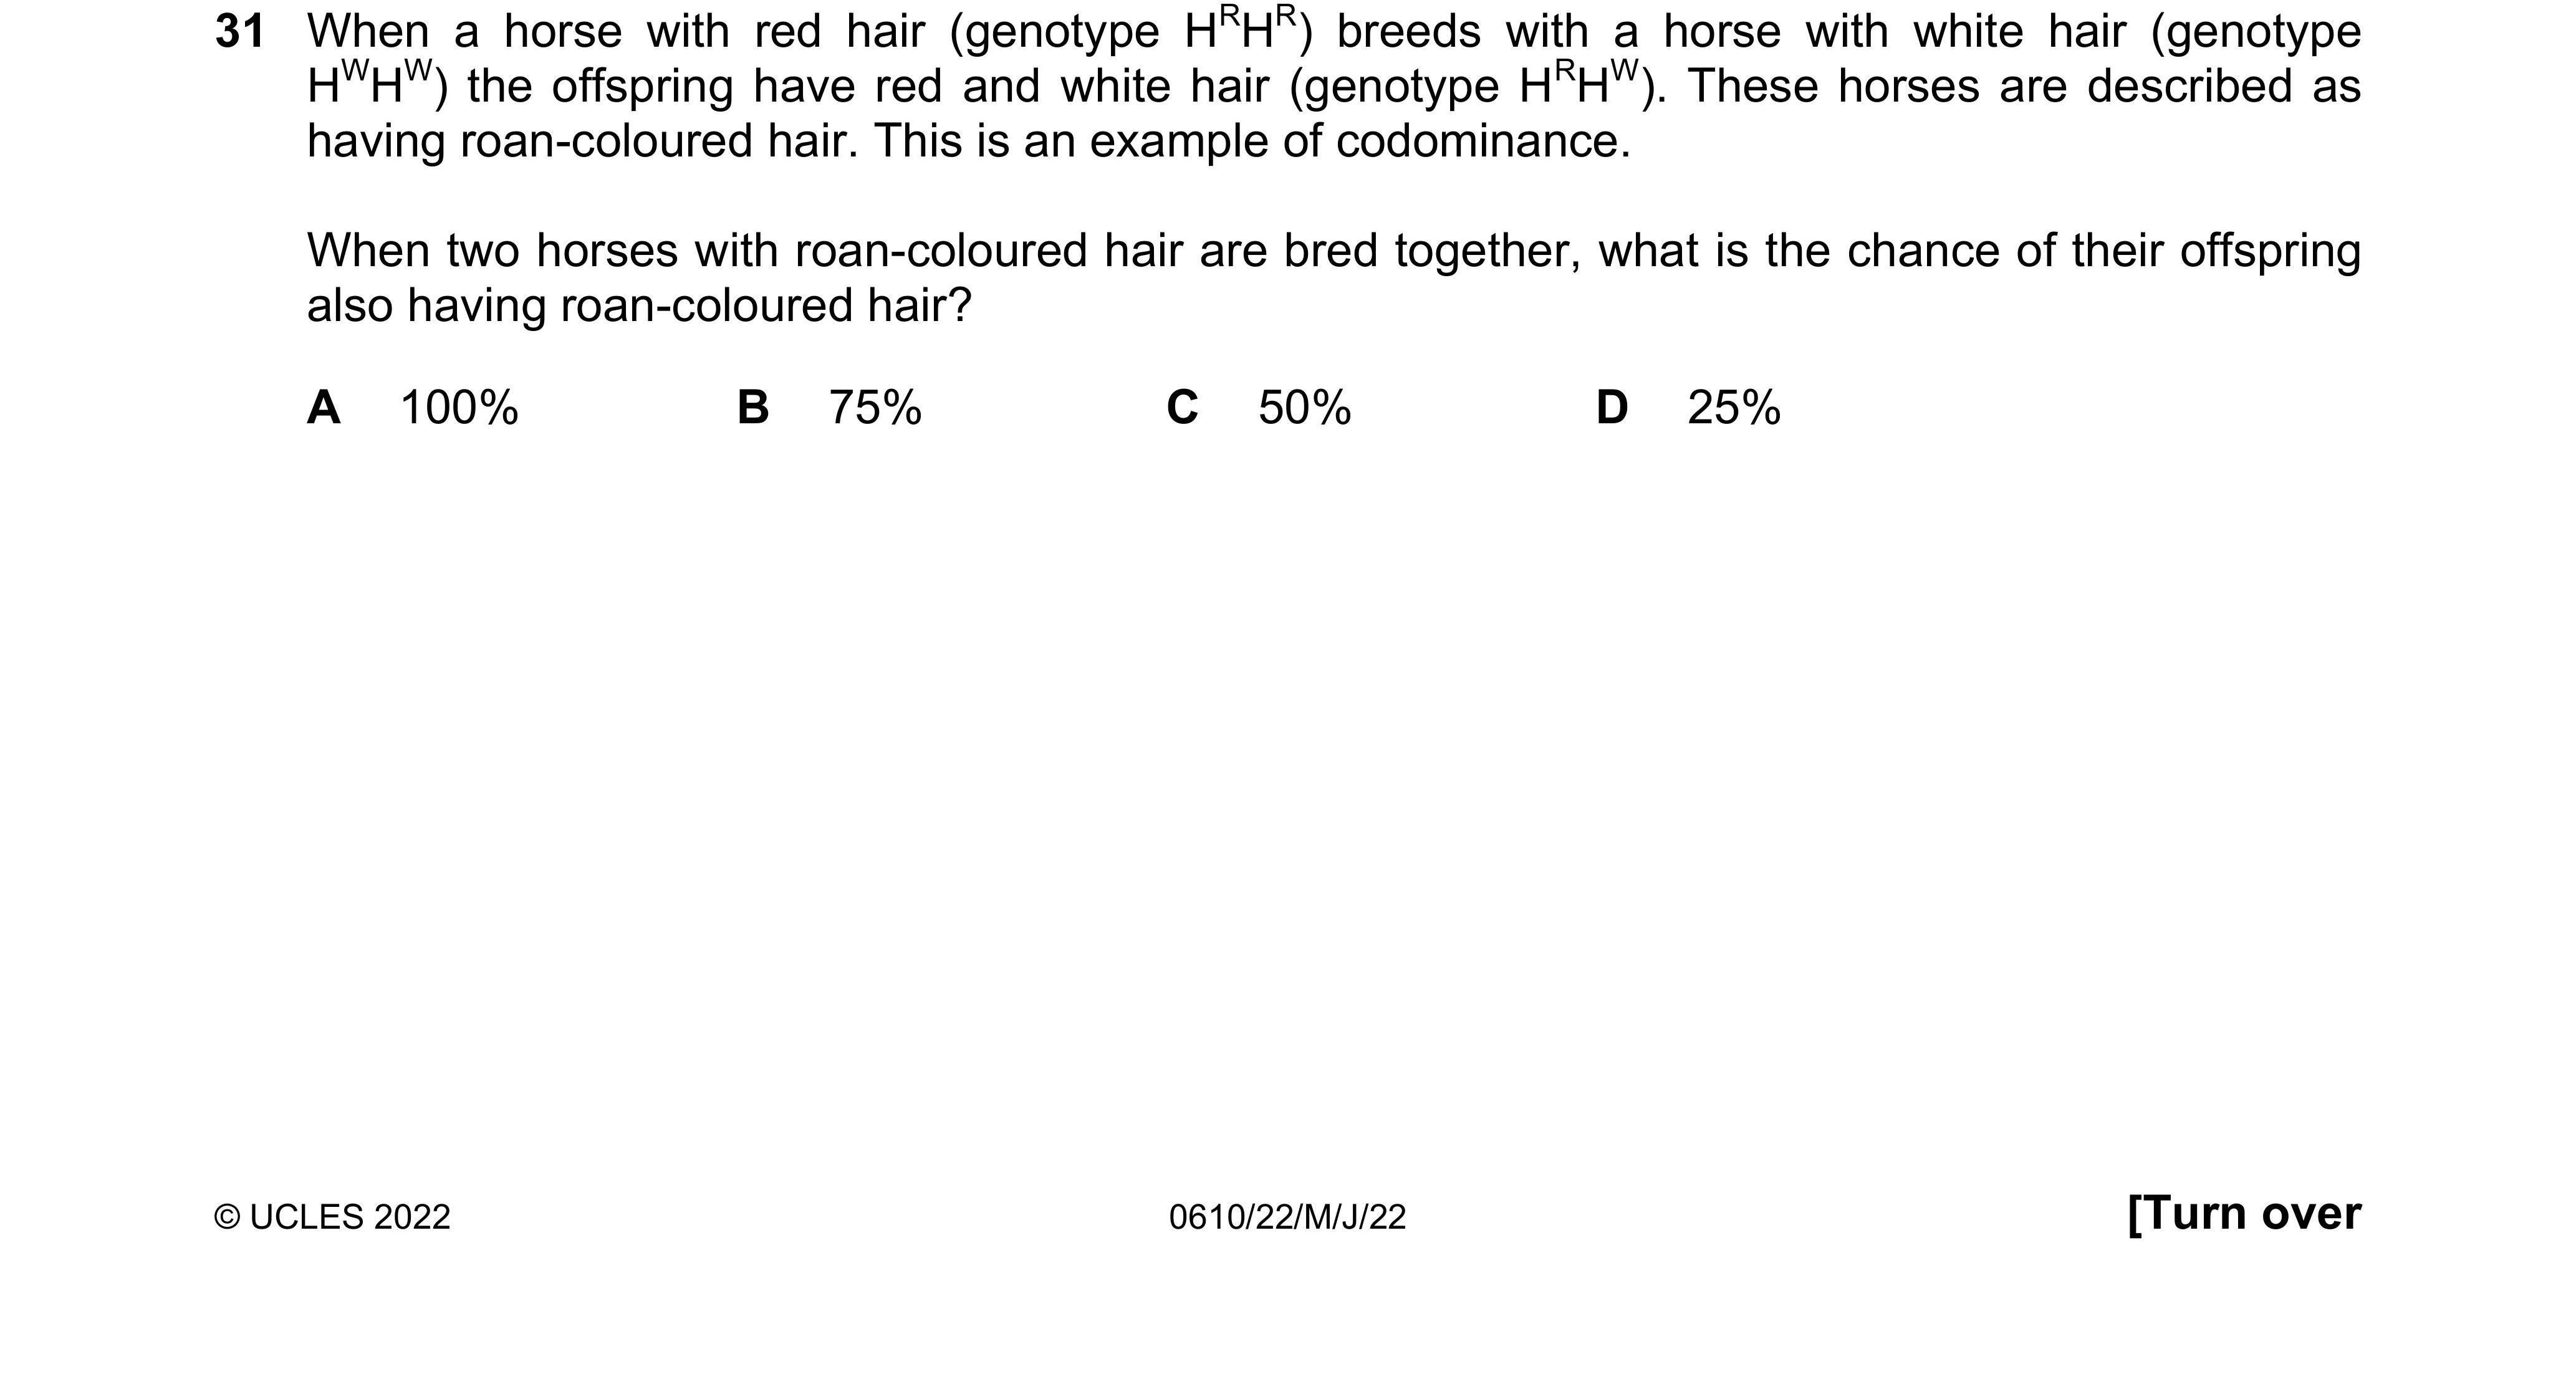 31 When a horse with red hair (genotype HᴿHᴿ) breeds with a horse with white hair (genotype
HᵂHᵂ) the offspring have red and white hair (genotype HᴿHᵂ). These horses are described as
having roan-coloured hair. This is an example of codominance.
When two horses with roan-coloured hair are bred together, what is the chance of their offspring
also having roan-coloured hair?
A 100% B 75% C 50% D 25%
© UCLES 2022 0610/22/M/J/22 [Turn over